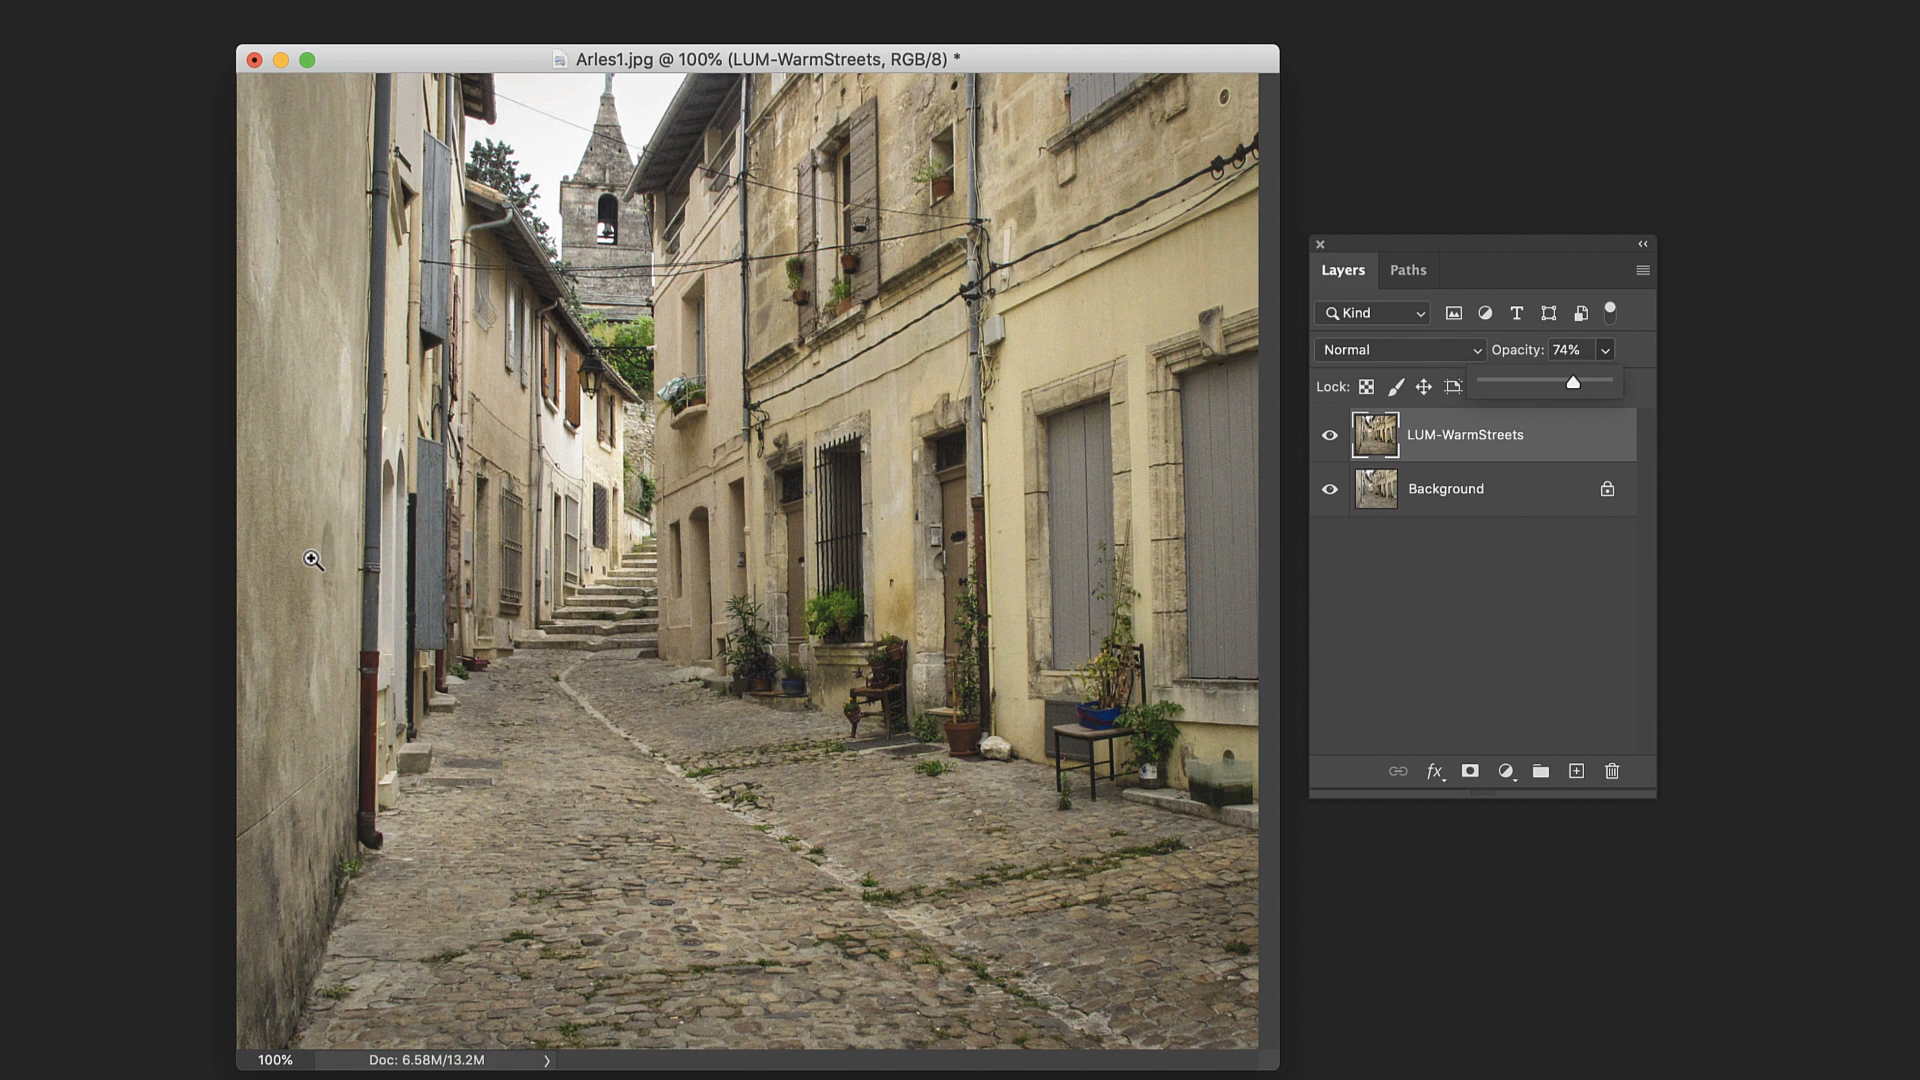 Arles1.jpg @ 100% (LUM-WarmStreets, RGB/8) *
Layers
Paths
Kind
Normal
Opacity: 74%
Lock:
LUM-WarmStreets
Background
fx
100%
Doc: 6.58M/13.2M